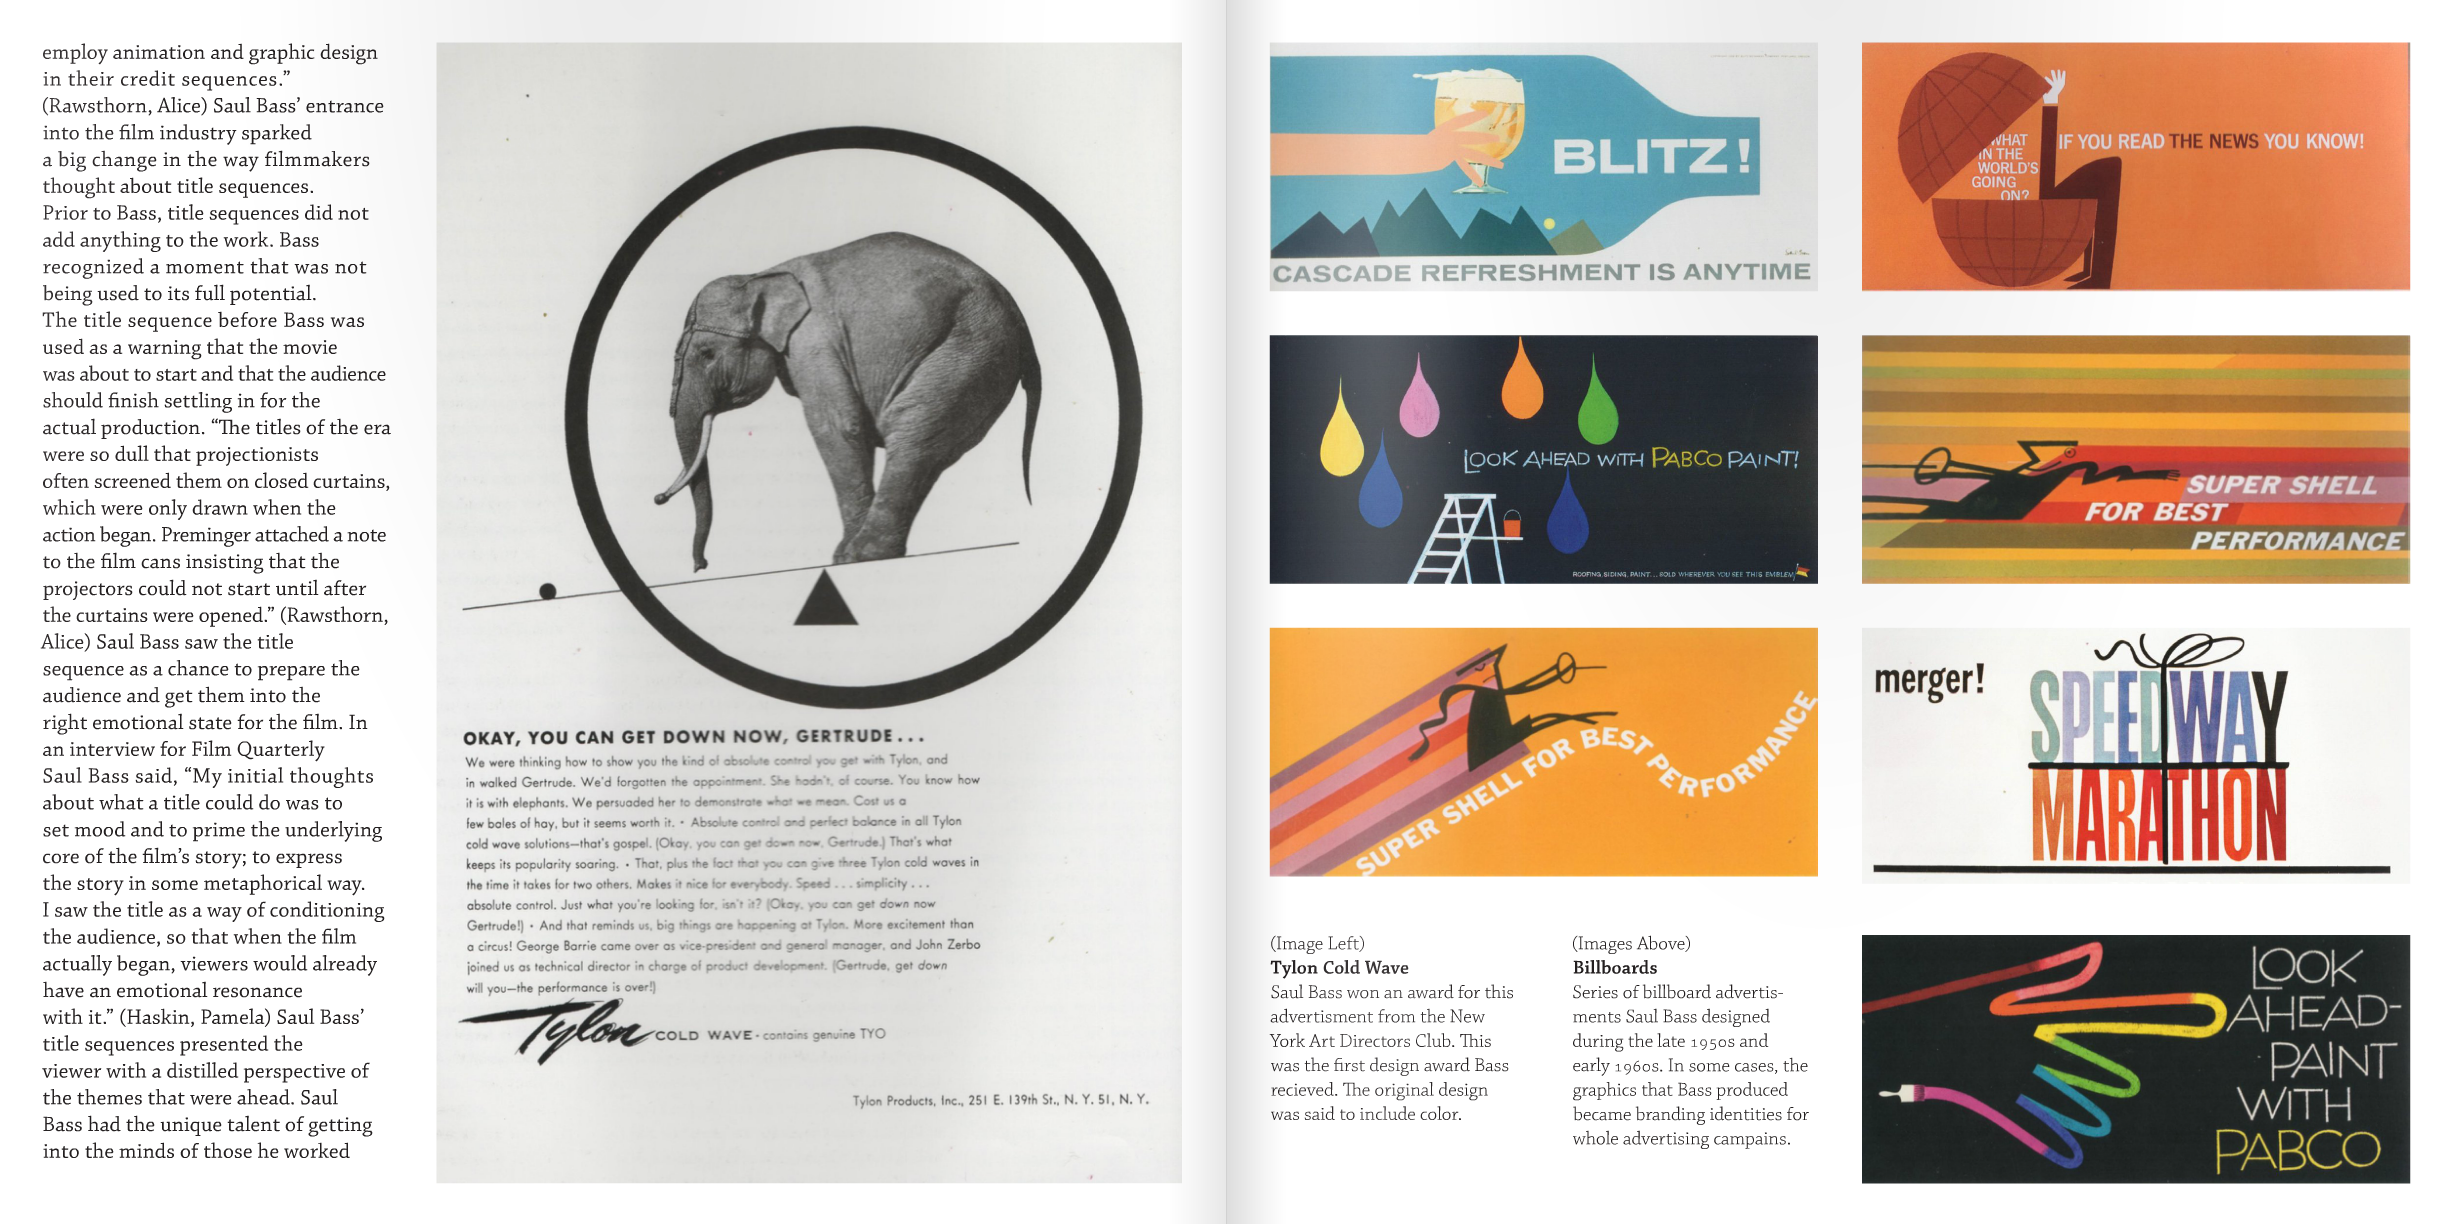 employ animation and graphic design
in their credit sequences.”
(Rawsthorn, Alice) Saul Bass’ entrance
into the film industry sparked
a big change in the way filmmakers
thought about title sequences.
Prior to Bass, title sequences did not
add anything to the work. Bass
recognized a moment that was not
being used to its full potential.
The title sequence before Bass was
used as a warning that the movie
was about to start and that the audience
should finish settling in for the
actual production. “The titles of the era
were so dull that projectionists
often screened them on closed curtains,
which were only drawn when the
action began. Preminger attached a note
to the film cans insisting that the
projectors could not start until after
the curtains were opened.” (Rawsthorn,
Alice) Saul Bass saw the title
sequence as a chance to prepare the
audience and get them into the
right emotional state for the film. In
an interview for Film Quarterly
Saul Bass said, “My initial thoughts
about what a title could do was to
set mood and to prime the underlying
core of the film’s story; to express
the story in some metaphorical way.
I saw the title as a way of conditioning
the audience, so that when the film
actually began, viewers would already
have an emotional resonance
with it.” (Haskin, Pamela) Saul Bass’
title sequences presented the
viewer with a distilled perspective of
the themes that were ahead. Saul
Bass had the unique talent of getting
into the minds of those he worked
OKAY, YOU CAN GET DOWN NOW, GERTRUDE...
We were thinking how to show you the kind of absolute control you get with Tylon, and
in walked Gertrude. We'd forgotten the appointment. She hadn't, of course. You know how
it is with elephants. We persuaded her to demonstrate what we mean. Cost us a
few bales of hay, but it seems worth it. • Absolute control and perfect balance in all Tylon
cold wave solutions—that's gospel. (Okay, you can get down now, Gertrude.) That's what
keeps its popularity soaring. • That, plus the fact that you can give three Tylon cold waves in
the time it takes for two others. Makes it nice for everybody. Speed ... simplicity ...
absolute control. Just what you're looking for, isn't it? (Okay, you can get down now
Gertrude!) • And that reminds us, big things are happening at Tylon. More excitement than
a circus! George Barrie came over as vice-president and general manager, and John Zerbo
joined us as technical director in charge of product development. (Gertrude, get down
will you—the performance is over!)
Tylon COLD WAVE • contains genuine TYO
Tylon Products, Inc., 251 E. 139th St., N. Y. 51, N. Y.
BLITZ!
CASCADE REFRESHMENT IS ANYTIME
WHAT
IN THE
WORLD'S
GOING
ON?
IF YOU READ THE NEWS YOU KNOW!
LOOK AHEAD WITH PABCO PAINT!
ROOFING, SIDING, PAINT... SOLD WHEREVER YOU SEE THIS EMBLEM
SUPER SHELL
FOR BEST
PERFORMANCE
SUPER SHELL FOR BEST PERFORMANCE
merger!
SPEEDWAY
MARATHON
(Image Left)
Tylon Cold Wave
Saul Bass won an award for this
advertisment from the New
York Art Directors Club. This
was the first design award Bass
recieved. The original design
was said to include color.
(Images Above)
Billboards
Series of billboard advertis-
ments Saul Bass designed
during the late 1950s and
early 1960s. In some cases, the
graphics that Bass produced
became branding identities for
whole advertising campains.
LOOK
AHEAD-
PAINT
WITH
PABCO